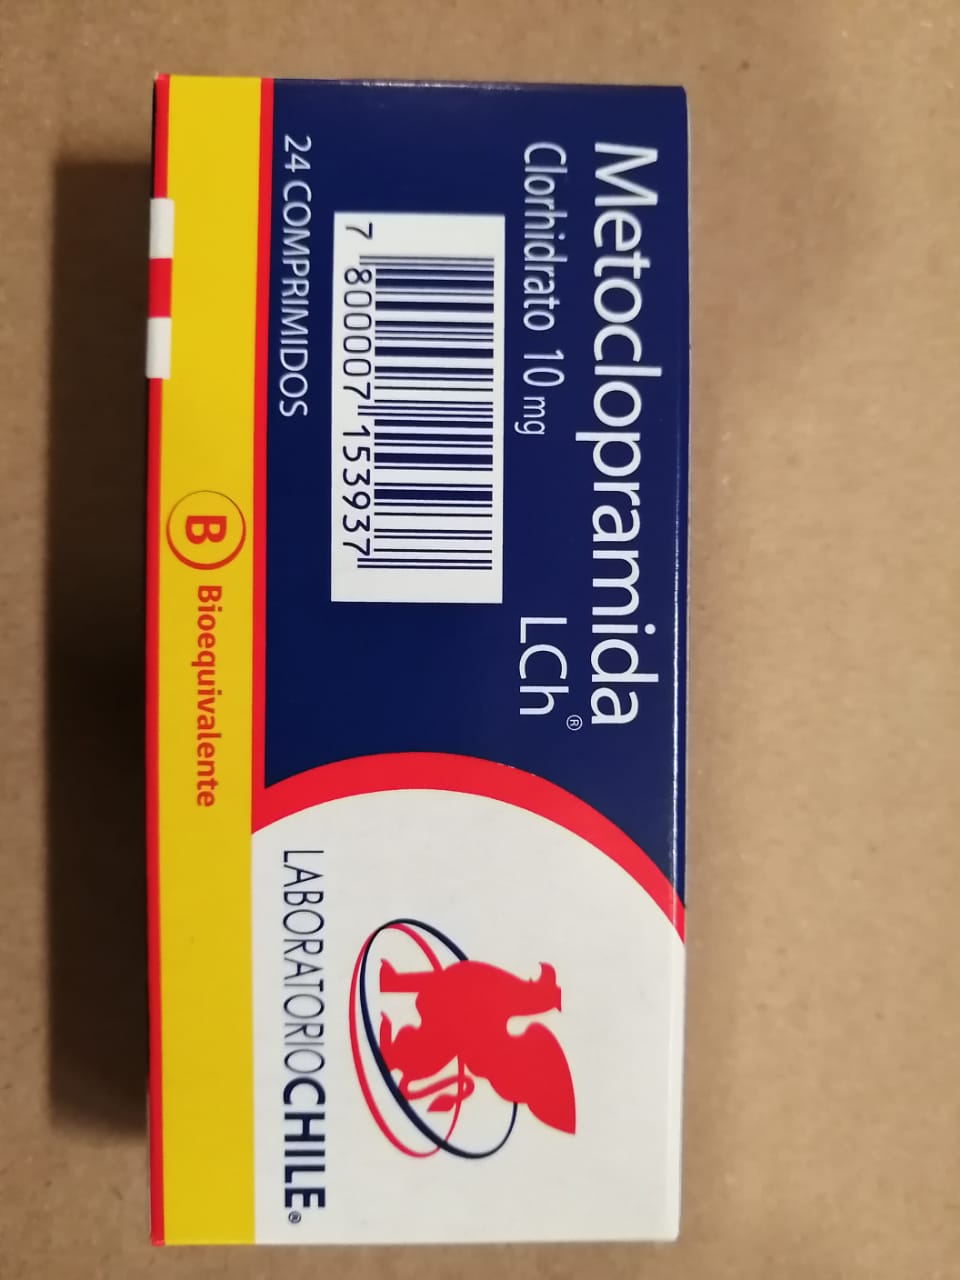 Metoclopramida
Clorhidrato 10 mg
LCh®
7 800007 153937
24 COMPRIMIDOS
B Bioequivalente
LABORATORIOCHILE®